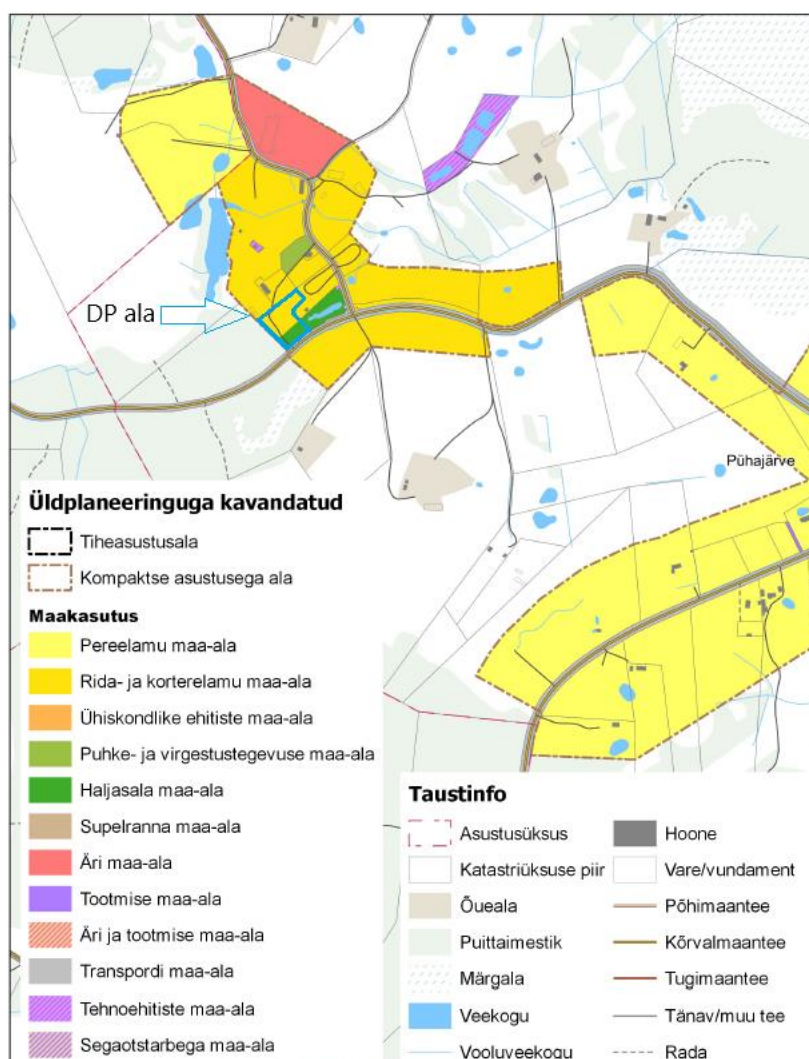 DP ala
Pühajärve
Üldplaneeringuga kavandatud
Tiheasustusala
Kompaktse asustusega ala
Maakasutus
Pereelamu maa-ala
Rida- ja korterelamu maa-ala
Ühiskondlike ehitiste maa-ala
Puhke- ja virgestustegevuse maa-ala
Haljasala maa-ala
Supelranna maa-ala
Äri maa-ala
Tootmise maa-ala
Äri ja tootmise maa-ala
Transpordi maa-ala
Tehnoehitiste maa-ala
Segaotstarbega maa-ala
Taustinfo
Asustusüksus
Katastriüksuse piir
Õueala
Puittaimestik
Märgala
Veekogu
Vooluveekogu
Hoone
Vare/vundament
Põhimaantee
Kõrvalmaantee
Tugimaantee
Tänav/muu tee
Rada